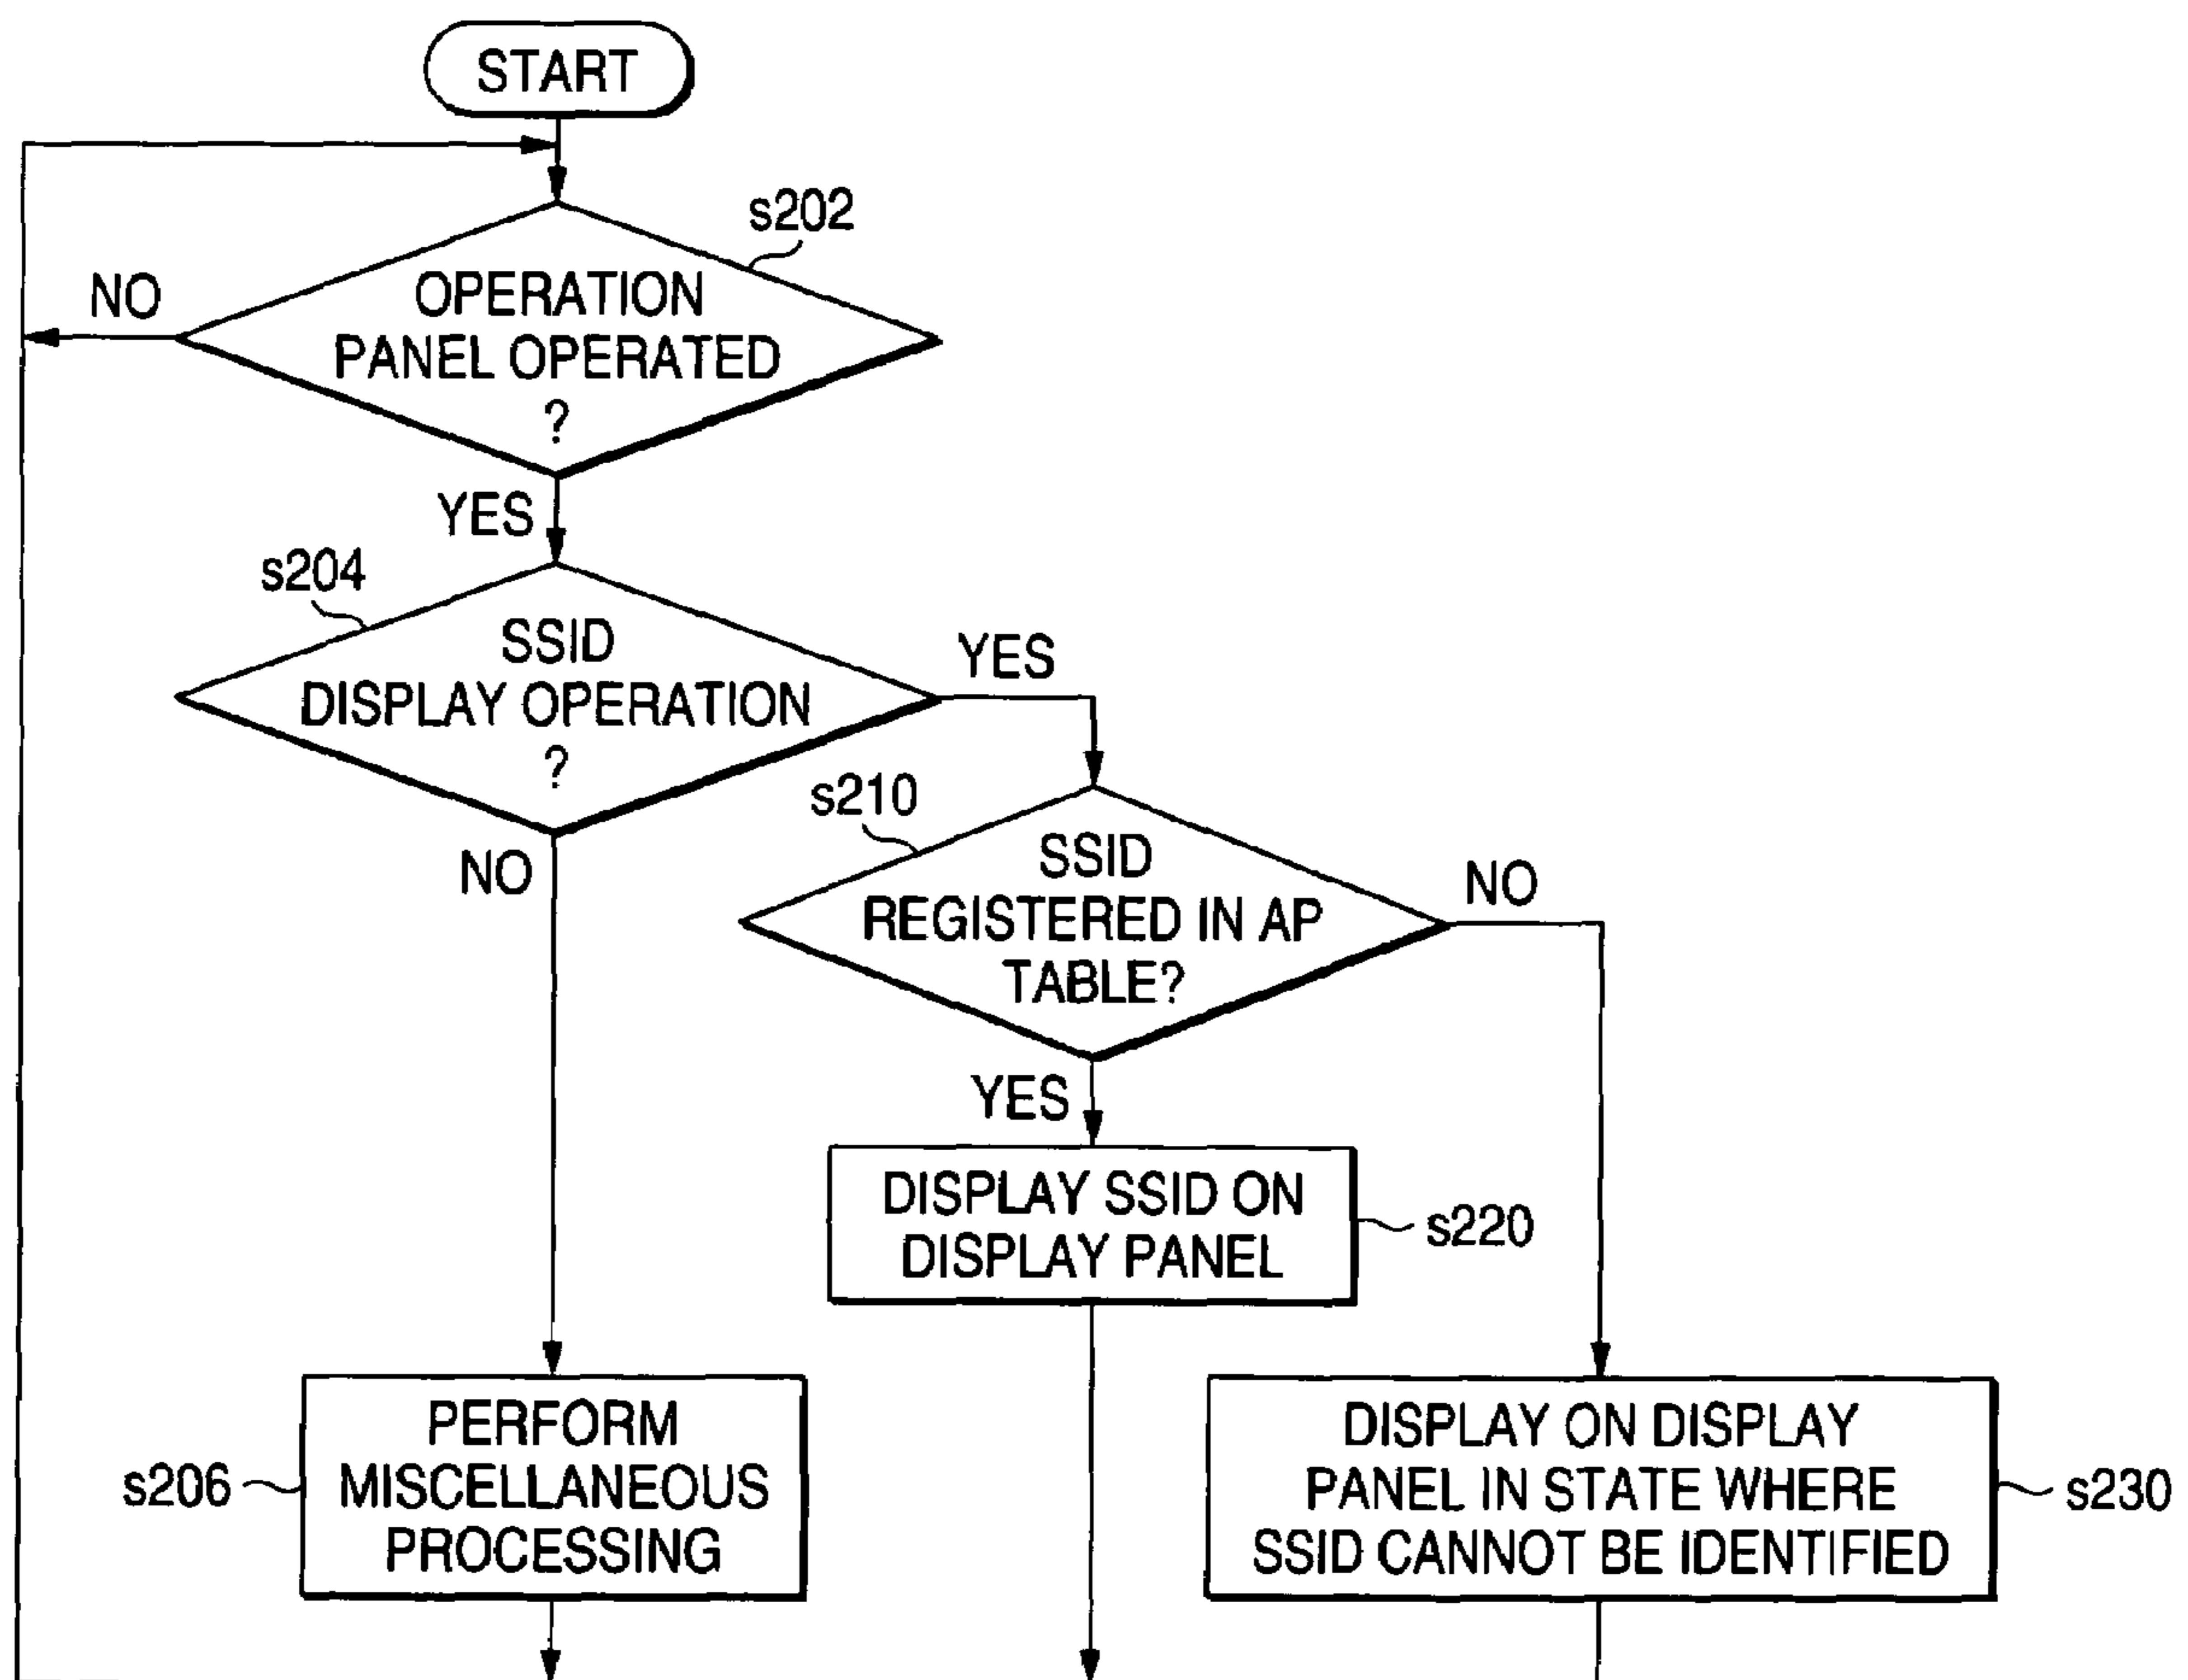 START
s202
NO
OPERATION
PANEL OPERATED
?
YES
s204
SSID
DISPLAY OPERATION
?
YES
NO
s210
SSID
REGISTERED IN AP
TABLE?
NO
YES
DISPLAY SSID ON
DISPLAY PANEL
s220
PERFORM
MISCELLANEOUS
PROCESSING
s206
DISPLAY ON DISPLAY
PANEL IN STATE WHERE
SSID CANNOT BE IDENTIFIED
s230